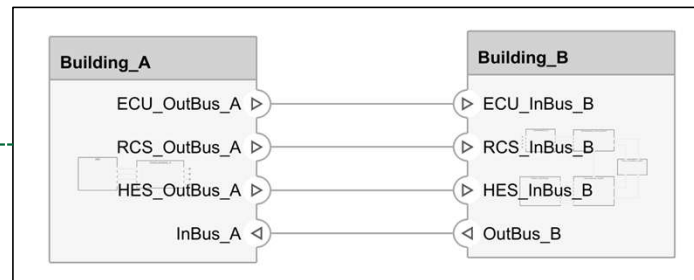 Building_A
ECU_OutBus_A
RCS_OutBus_A
HES_OutBus_A
InBus_A
Building_B
ECU_InBus_B
RCS_InBus_B
HES_InBus_B
OutBus_B